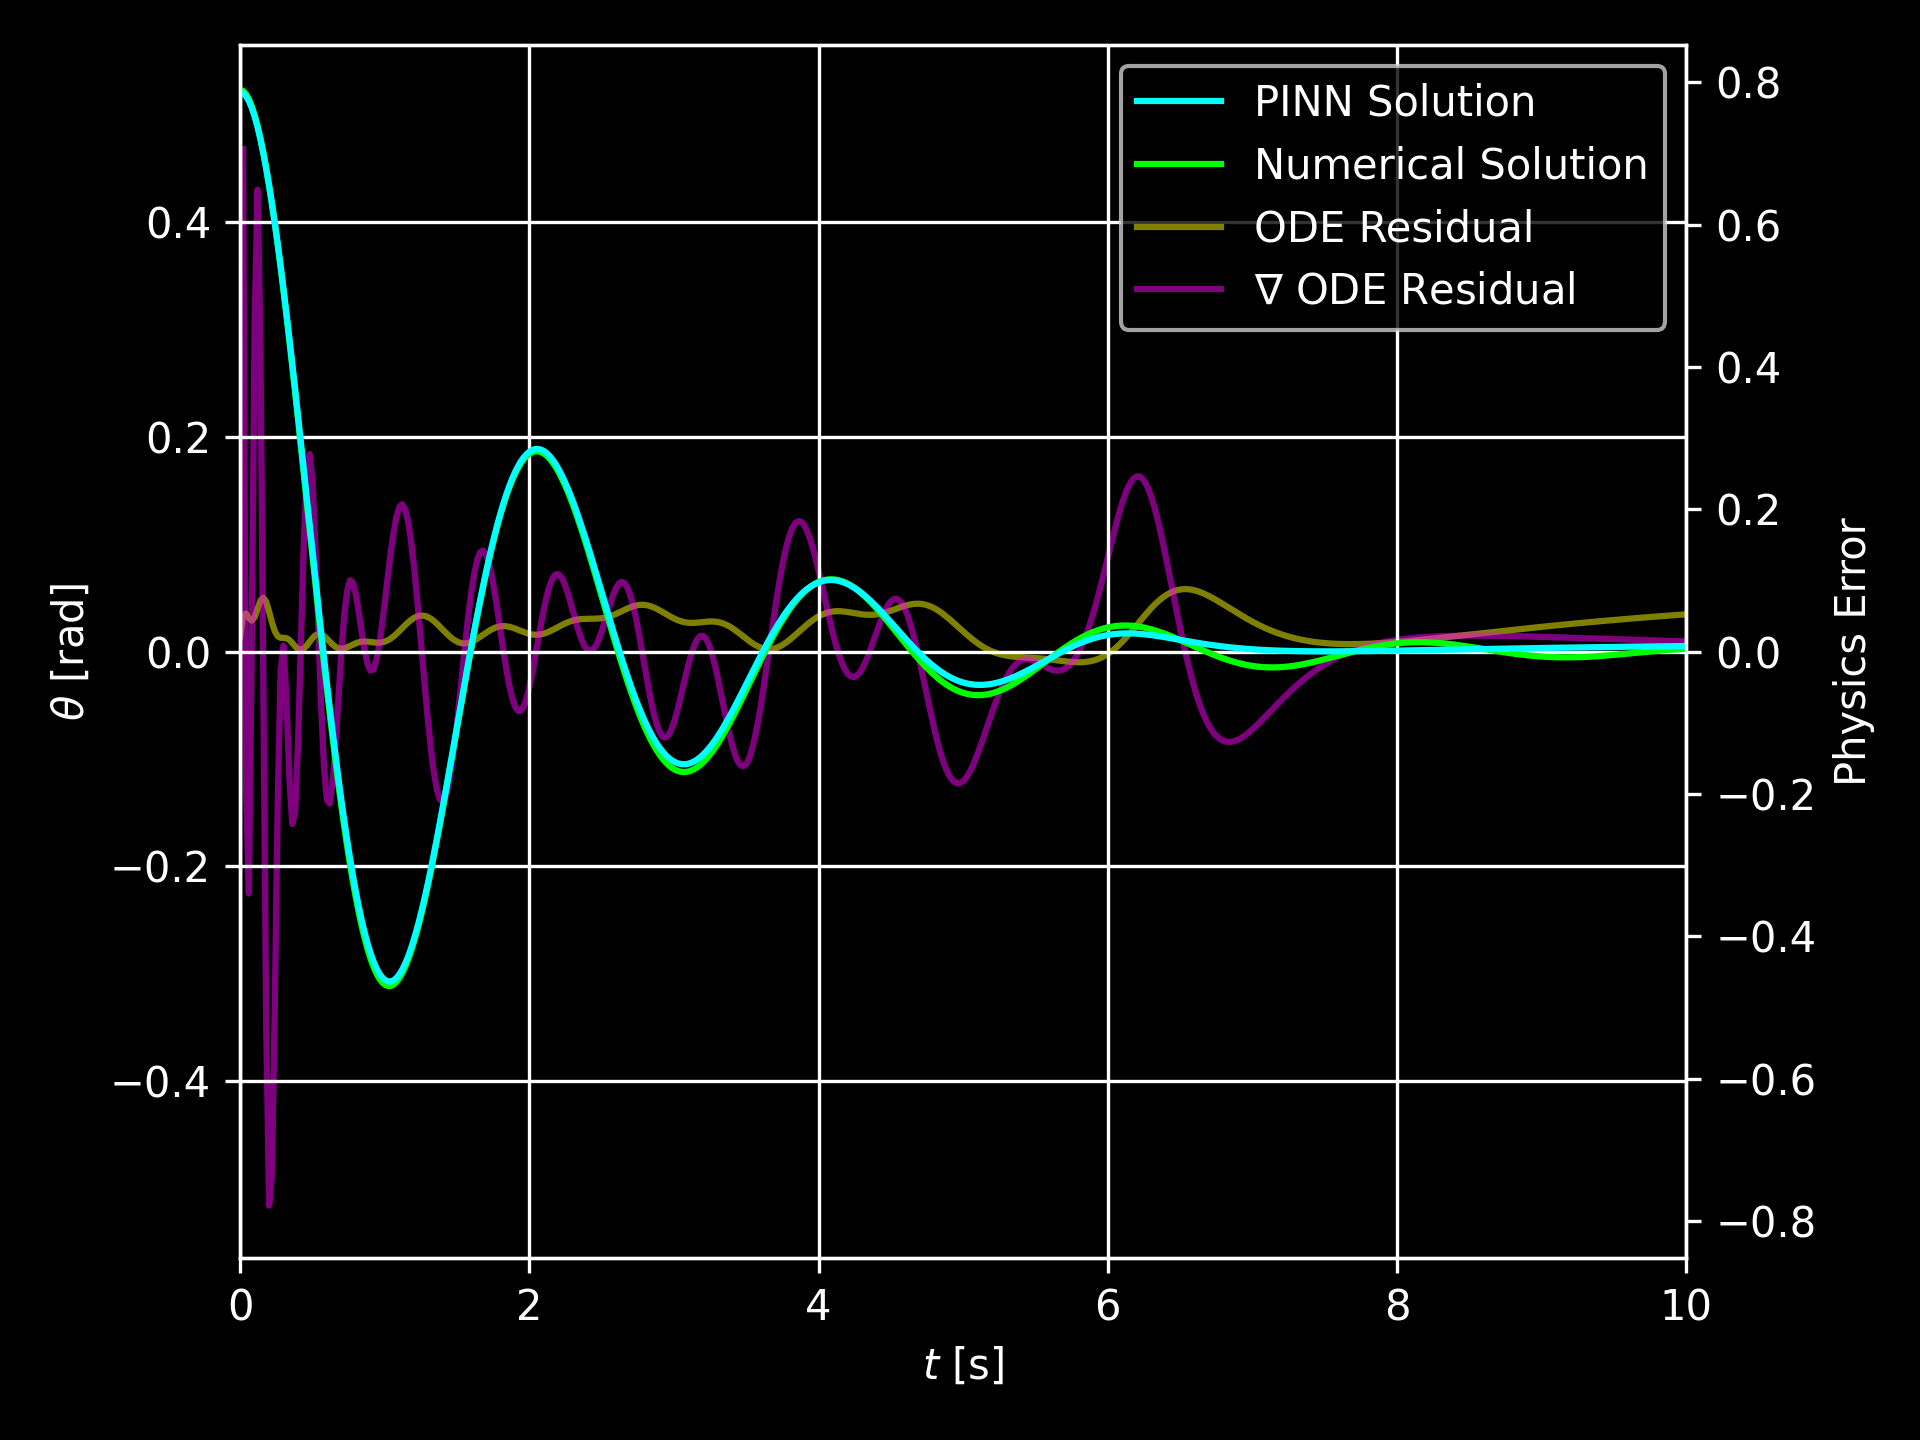 PINN Solution
Numerical Solution
ODE Residual
∇ ODE Residual
0.4
0.2
0.0
−0.2
−0.4
θ [rad]
0.8
0.6
0.4
0.2
0.0
−0.2
−0.4
−0.6
−0.8
Physics Error
0 2 4 6 8 10
t [s]